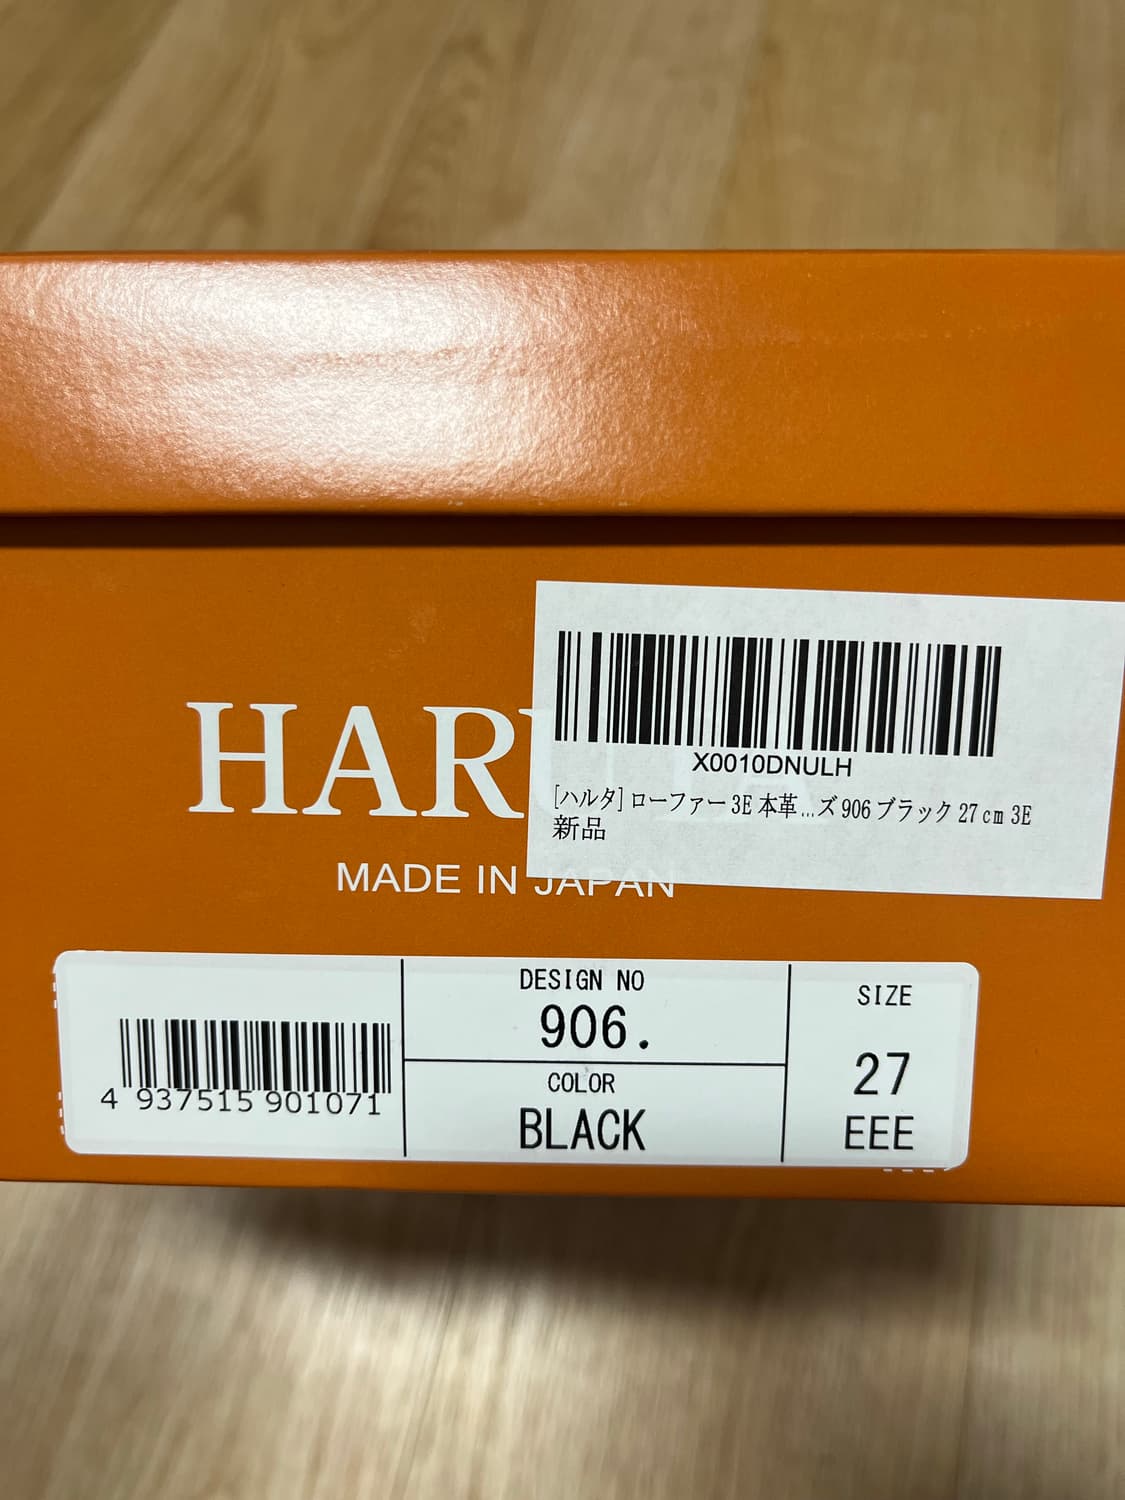 HARUTA
X0010DNULH
[ハルタ] ローファー 3E 本革...ズ 906 ブラック 27cm 3E
新品
MADE IN JAPAN
4 937515 901071
DESIGN NO
906.
COLOR
BLACK
SIZE
27
EEE